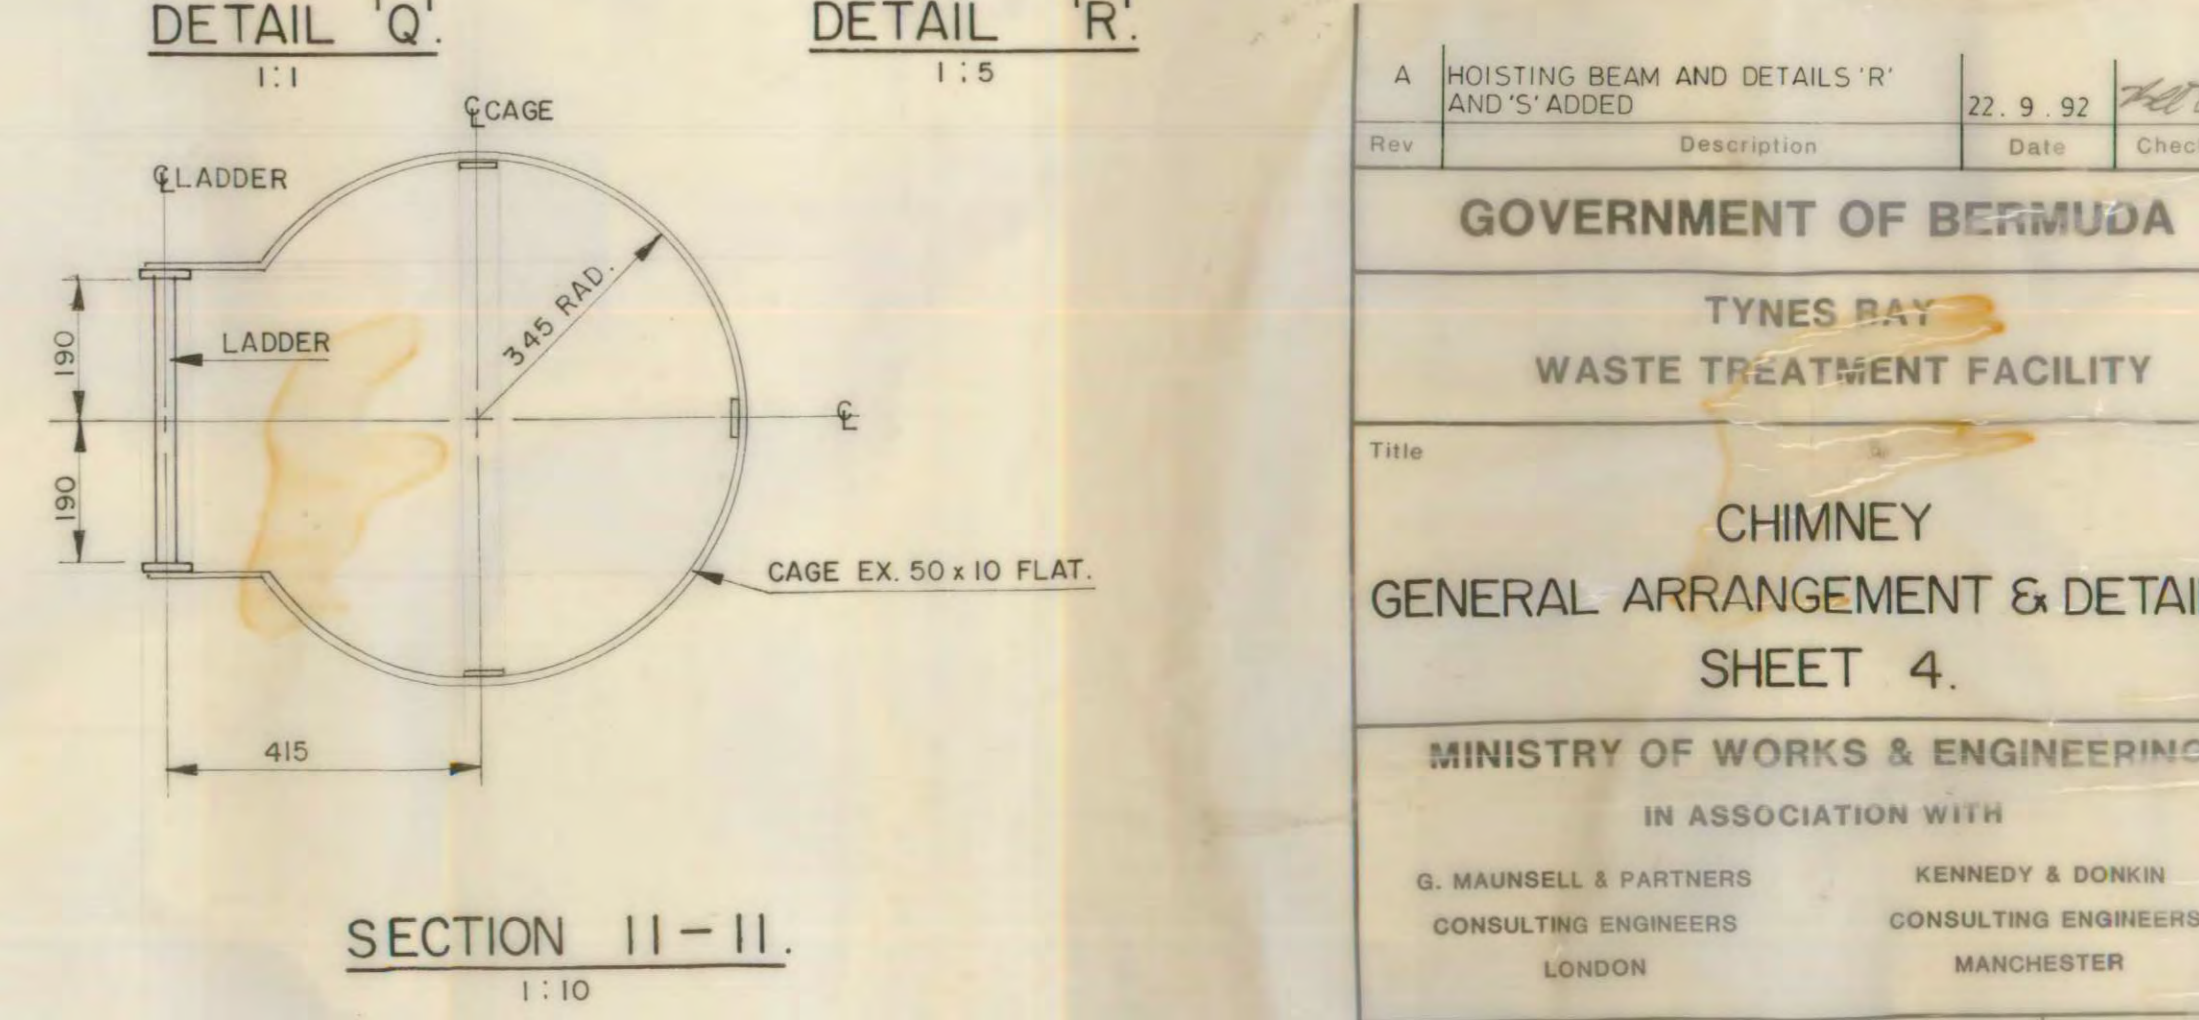 DETAIL 'Q'.
1:1
DETAIL 'R'.
1:5
℄ CAGE
℄ LADDER
190
LADDER
345 RAD.
℄
190
CAGE EX. 50 x 10 FLAT.
415
SECTION 11-11.
1:10
A HOISTING BEAM AND DETAILS 'R'
AND 'S' ADDED 22. 9. 92
Rev Description Date Chec
GOVERNMENT OF BERMUDA
TYNES BAY
WASTE TREATMENT FACILITY
Title
CHIMNEY
GENERAL ARRANGEMENT & DETAI
SHEET 4.
MINISTRY OF WORKS & ENGINEERING
IN ASSOCIATION WITH
G. MAUNSELL & PARTNERS
CONSULTING ENGINEERS
LONDON
KENNEDY & DONKIN
CONSULTING ENGINEERS
MANCHESTER